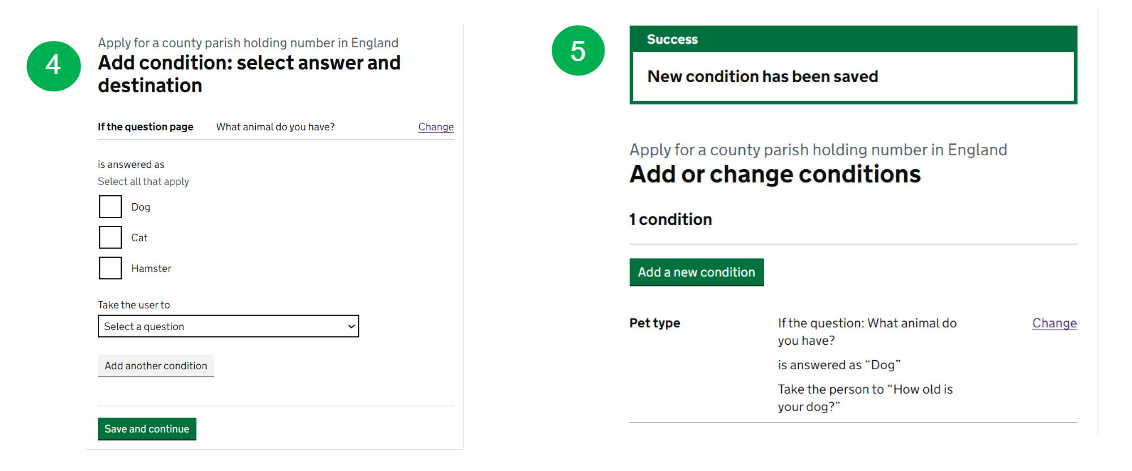 4
Apply for a county parish holding number in England
Add condition: select answer and
destination
If the question page What animal do you have? Change
is answered as
Select all that apply
Dog
Cat
Hamster
Take the user to
Select a question
Add another condition
Save and continue
5
Success
New condition has been saved
Apply for a county parish holding number in England
Add or change conditions
1 condition
Add a new condition
Pet type If the question: What animal do Change
you have?
is answered as “Dog”
Take the person to “How old is
your dog?”